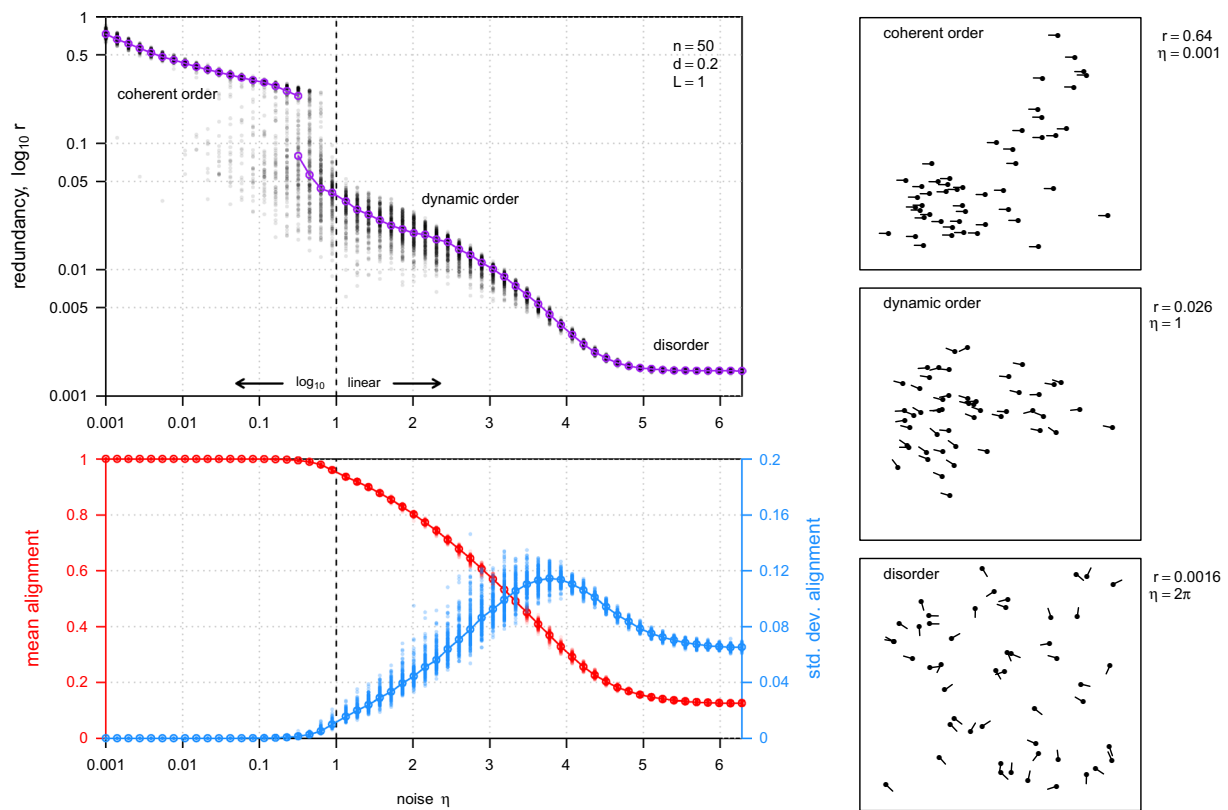 1
0.5
0.1
0.05
0.01
0.005
0.001
redundancy, log10 r
n = 50
d = 0.2
L = 1
coherent order
dynamic order
disorder
log10 linear
0.001 0.01 0.1 1 2 3 4 5 6
1
0.8
0.6
0.4
0.2
0
mean alignment
0.2
0.16
0.12
0.08
0.04
0
std. dev. alignment
0.001 0.01 0.1 1 2 3 4 5 6
noise η
coherent order
r = 0.64
η = 0.001
dynamic order
r = 0.026
η = 1
disorder
r = 0.0016
η = 2π